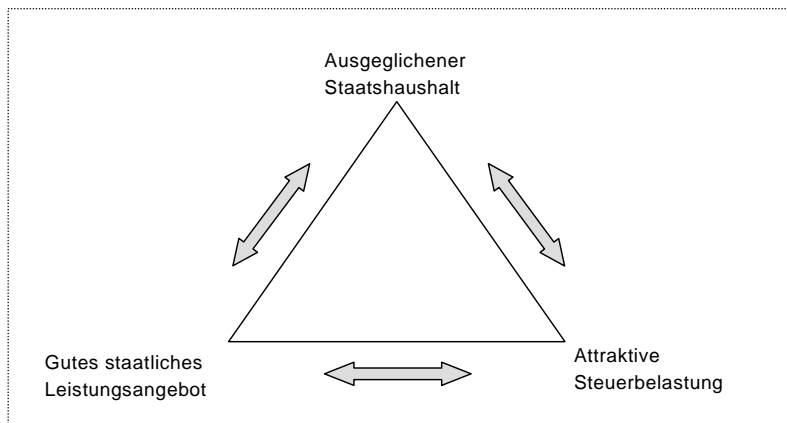 Ausgeglichener
Staatshaushalt
Gutes staatliches
Leistungsangebot
Attraktive
Steuerbelastung